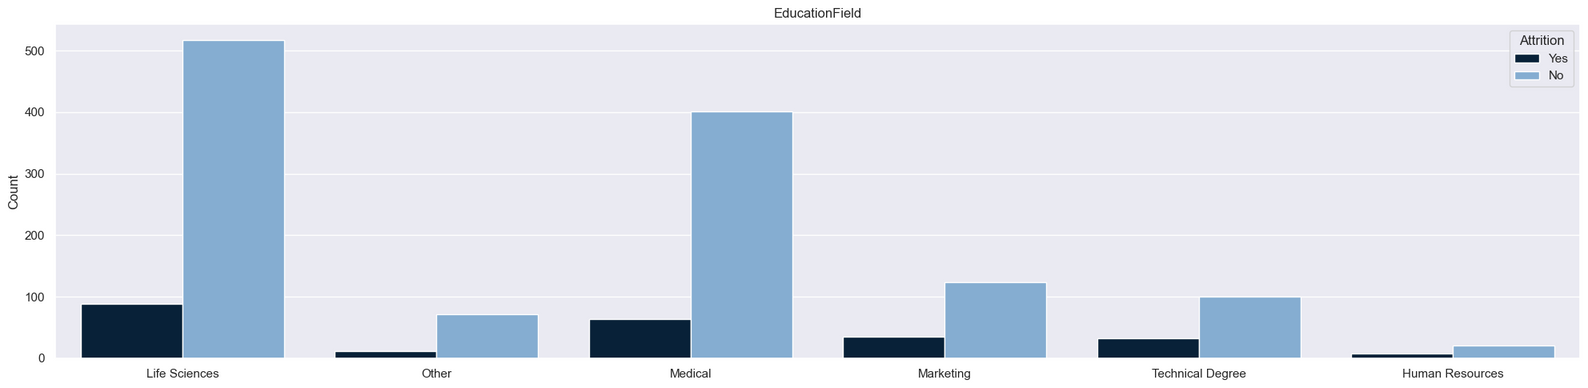 EducationField
Attrition
Yes
No
Count
500
400
300
200
100
0
Life Sciences
Other
Medical
Marketing
Technical Degree
Human Resources